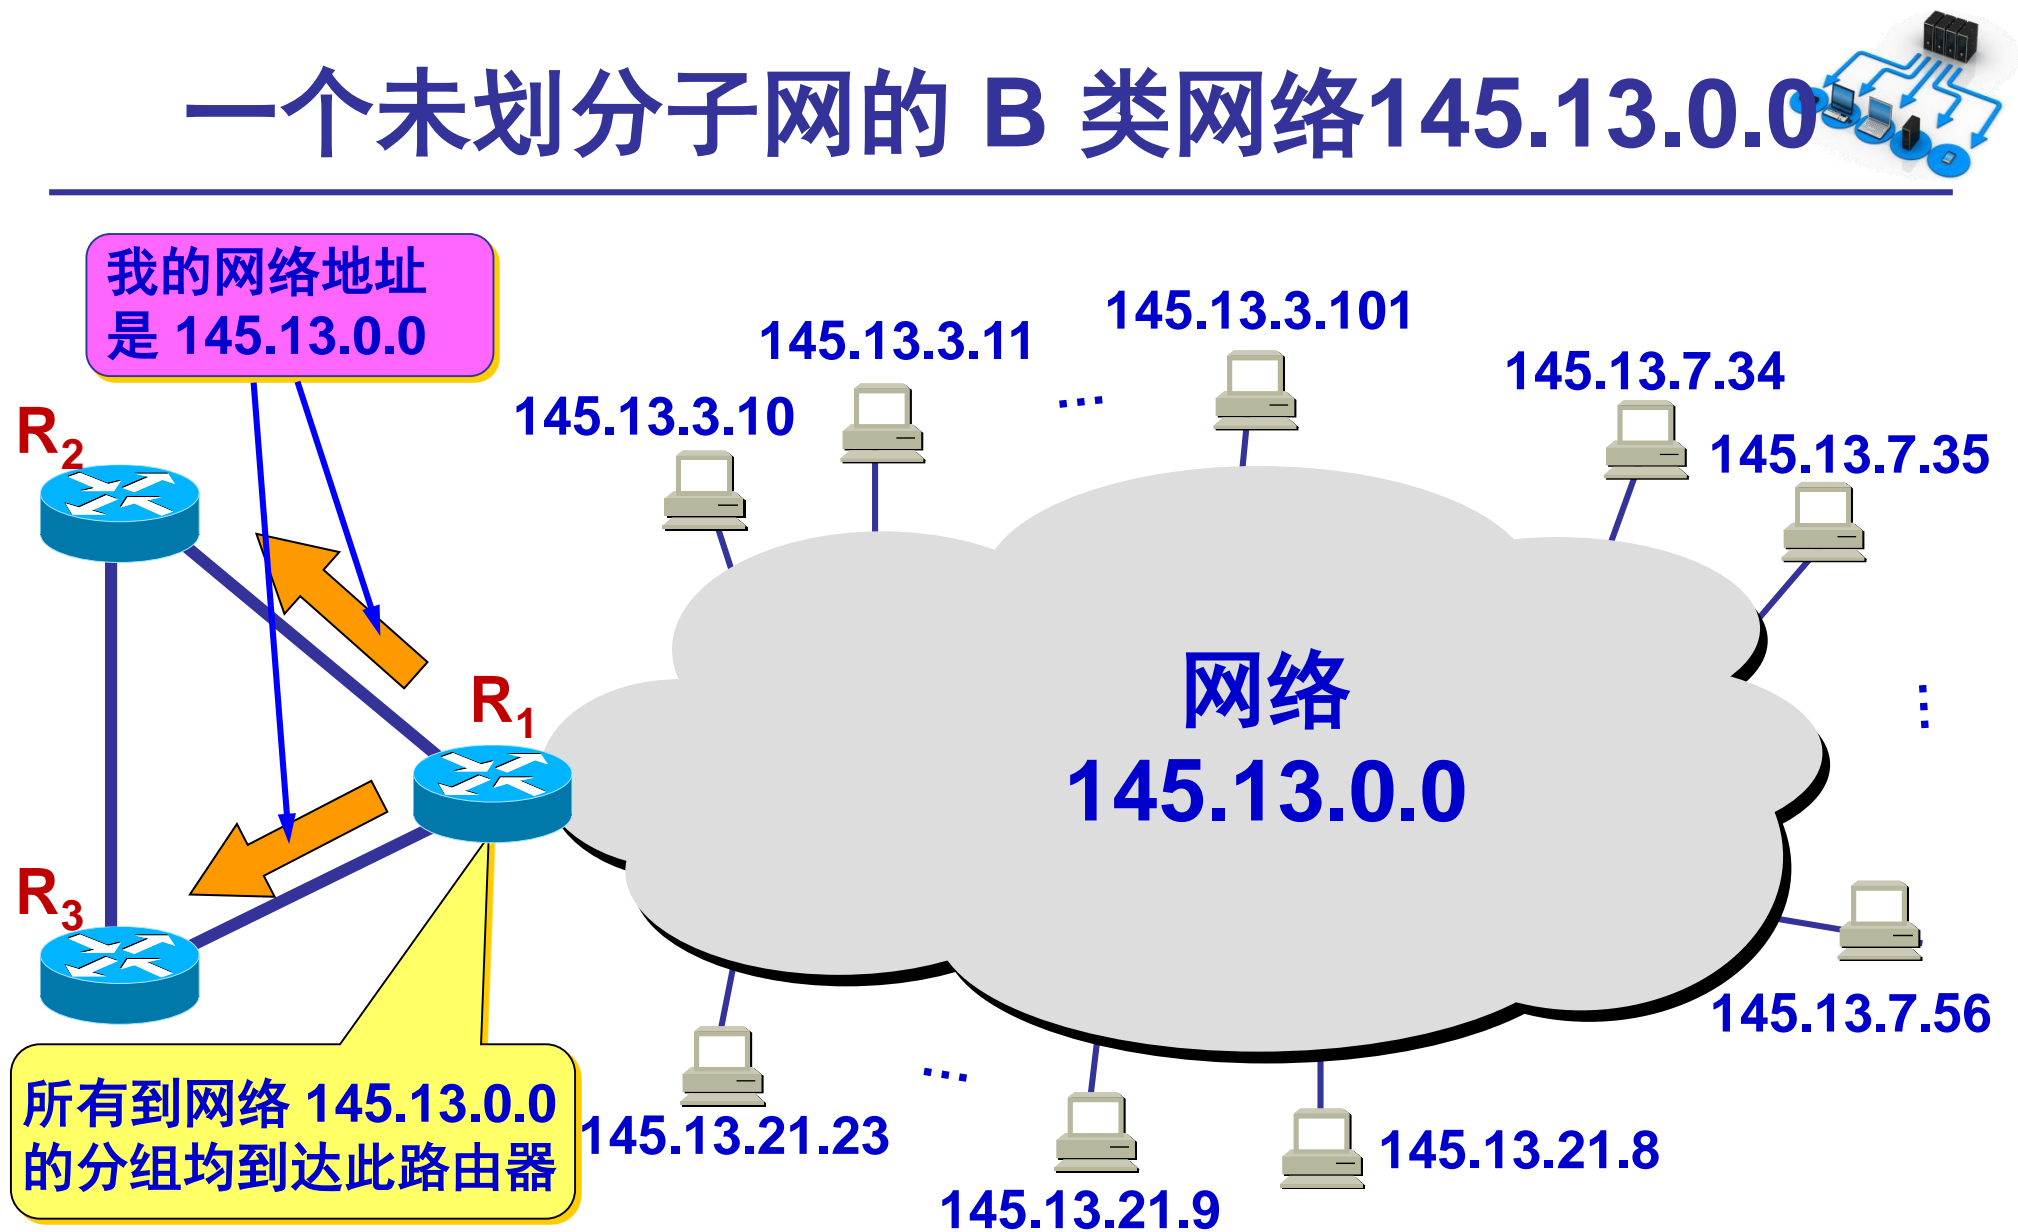 一个未划分子网的 B 类网络145.13.0.0
我的网络地址
是 145.13.0.0
145.13.3.101
145.13.3.11
…
145.13.7.34
145.13.3.10
145.13.7.35
R2
网络
145.13.0.0
R1
…
R3
145.13.7.56
所有到网络 145.13.0.0
的分组均到达此路由器
…
145.13.21.23
145.13.21.8
145.13.21.9